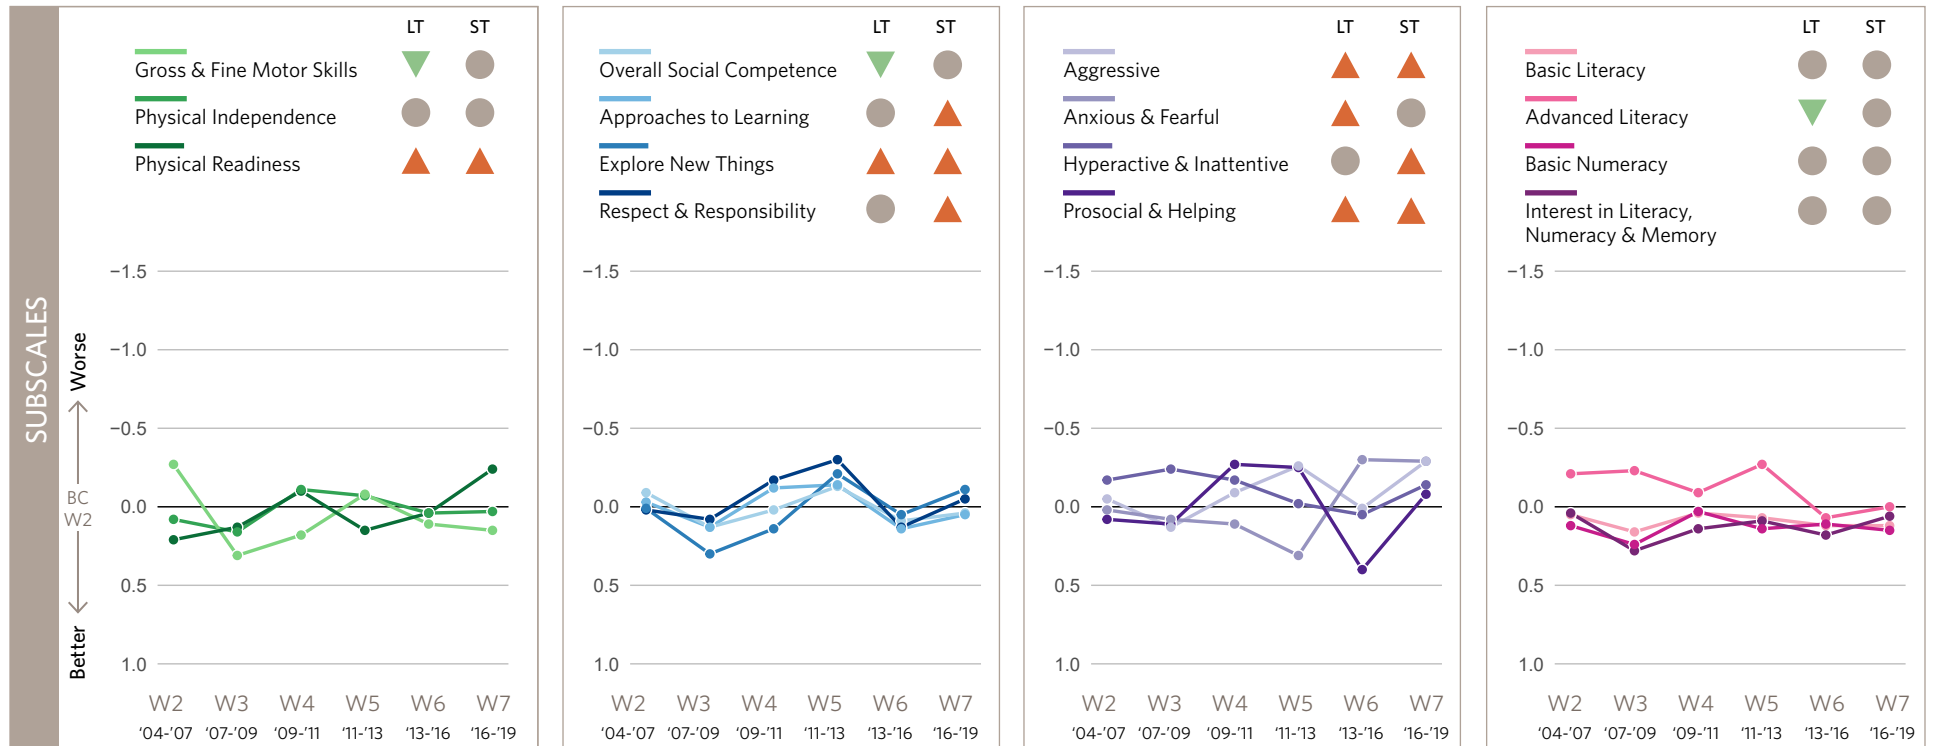 SUBSCALES
LT ST
Gross & Fine Motor Skills
Physical Independence
Physical Readiness
Worse
BC
W2
Better
−1.5
−1.0
−0.5
0.0
0.5
1.0
W2 W3 W4 W5 W6 W7
‘04-’07 ‘07-’09 ‘09-’11 ‘11-’13 ‘13-’16 ‘16-’19
LT ST
Overall Social Competence
Approaches to Learning
Explore New Things
Respect & Responsibility
−1.5
−1.0
−0.5
0.0
0.5
1.0
W2 W3 W4 W5 W6 W7
‘04-’07 ‘07-’09 ‘09-’11 ‘11-’13 ‘13-’16 ‘16-’19
LT ST
Aggressive
Anxious & Fearful
Hyperactive & Inattentive
Prosocial & Helping
−1.5
−1.0
−0.5
0.0
0.5
1.0
W2 W3 W4 W5 W6 W7
‘04-’07 ‘07-’09 ‘09-’11 ‘11-’13 ‘13-’16 ‘16-’19
LT ST
Basic Literacy
Advanced Literacy
Basic Numeracy
Interest in Literacy,
Numeracy & Memory
−1.5
−1.0
−0.5
0.0
0.5
1.0
W2 W3 W4 W5 W6 W7
‘04-’07 ‘07-’09 ‘09-’11 ‘11-’13 ‘13-’16 ‘16-’19